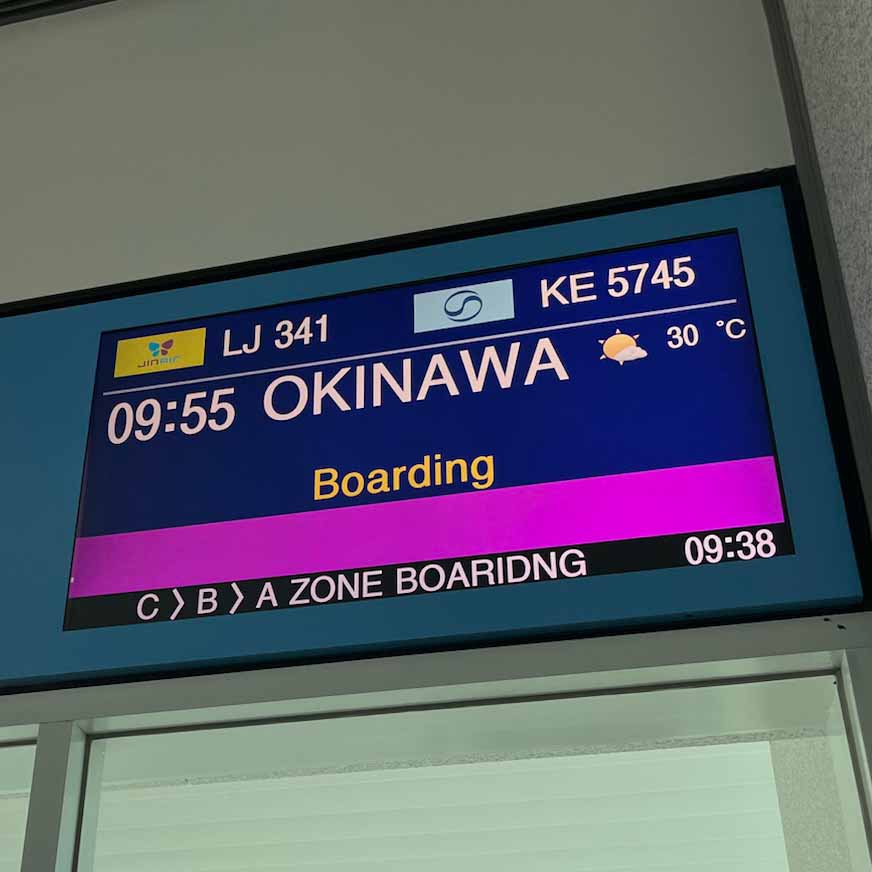 JINAIR LJ 341 KE 5745
09:55 OKINAWA 30 °C
Boarding
C 〉 B 〉 A ZONE BOARIDNG 09:38